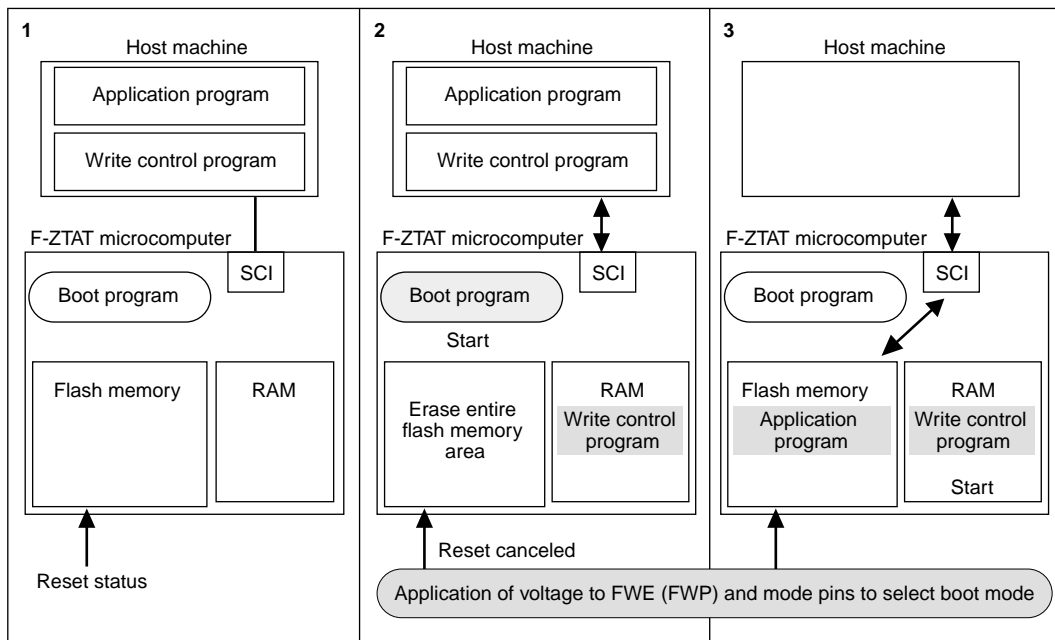 1
Host machine
Application program
Write control program
F-ZTAT microcomputer
SCI
Boot program
Flash memory
RAM
Reset status
2
Host machine
Application program
Write control program
F-ZTAT microcomputer
SCI
Boot program
Start
Erase entire
flash memory
area
RAM
Write control
program
Reset canceled
3
Host machine
F-ZTAT microcomputer
SCI
Boot program
Flash memory
Application
program
RAM
Write control
program
Start
Application of voltage to FWE (FWP) and mode pins to select boot mode